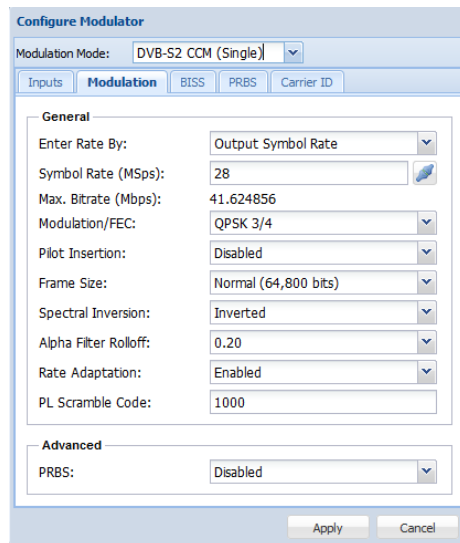 Configure Modulator
Modulation Mode: DVB-S2 CCM (Single)
Inputs Modulation BISS PRBS Carrier ID
General
Enter Rate By: Output Symbol Rate
Symbol Rate (MSps): 28
Max. Bitrate (Mbps): 41.624856
Modulation/FEC: QPSK 3/4
Pilot Insertion: Disabled
Frame Size: Normal (64,800 bits)
Spectral Inversion: Inverted
Alpha Filter Rolloff: 0.20
Rate Adaptation: Enabled
PL Scramble Code: 1000
Advanced
PRBS: Disabled
Apply Cancel